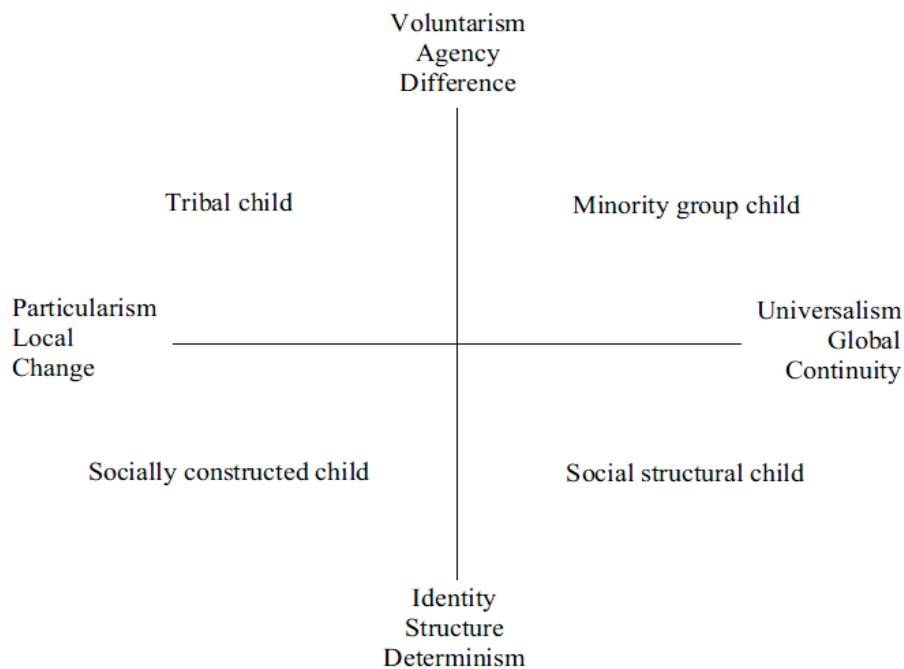 Voluntarism
Agency
Difference
Tribal child
Minority group child
Particularism
Local
Change
Universalism
Global
Continuity
Socially constructed child
Social structural child
Identity
Structure
Determinism